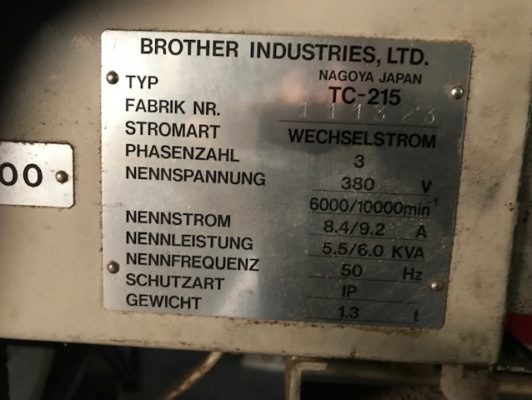 BROTHER INDUSTRIES, LTD.
NAGOYA JAPAN
TYP TC-215
FABRIK NR.
STROMART WECHSELSTROM
PHASENZAHL 3
NENNSPANNUNG 380 V
6000/10000min⁻¹
NENNSTROM 8.4/9.2 A
NENNLEISTUNG 5.5/6.0 KVA
NENNFREQUENZ 50 Hz
SCHUTZART IP
GEWICHT 1.3 t
00